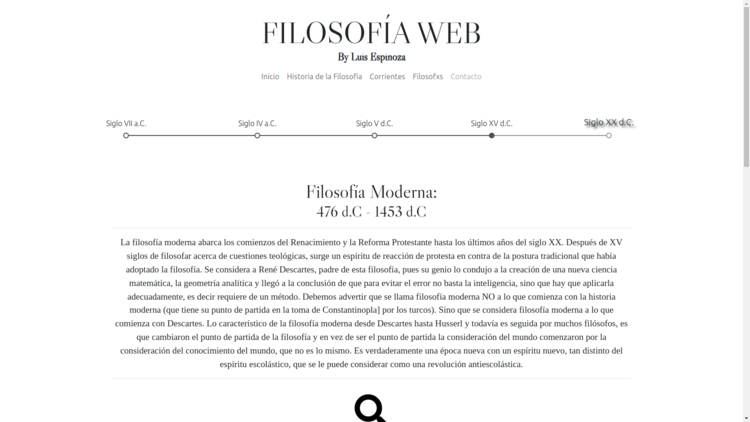 FILOSOFÍA WEB
By Luis Espinoza
Inicio Historia de la Filosofía Corrientes Filosofxs Contacto
Siglo VII a.C. Siglo IV a.C. Siglo V d.C. Siglo XV d.C. Siglo XX d.C.
Filosofía Moderna:
476 d.C - 1453 d.C
La filosofía moderna abarca los comienzos del Renacimiento y la Reforma Protestante hasta los últimos años del siglo XX. Después de XV
siglos de filosofar acerca de cuestiones teológicas, surge un espíritu de reacción de protesta en contra de la postura tradicional que había
adoptado la filosofía. Se considera a René Descartes, padre de esta filosofía, pues su genio lo condujo a la creación de una nueva ciencia
matemática, la geometría analítica y llegó a la conclusión de que para evitar el error no basta la inteligencia, sino que hay que aplicarla
adecuadamente, es decir requiere de un método. Debemos advertir que se llama filosofía moderna NO a lo que comienza con la historia
moderna (que tiene su punto de partida en la toma de Constantinopla] por los turcos). Sino que se considera filosofía moderna a lo que
comienza con Descartes. Lo característico de la filosofía moderna desde Descartes hasta Husserl y todavía es seguida por muchos filósofos, es
que cambiaron el punto de partida de la filosofía y en vez de ser el punto de partida la consideración del mundo comenzaron por la
consideración del conocimiento del mundo, que no es lo mismo. Es verdaderamente una época nueva con un espíritu nuevo, tan distinto del
espíritu escolástico, que se le puede considerar como una revolución antiescolástica.